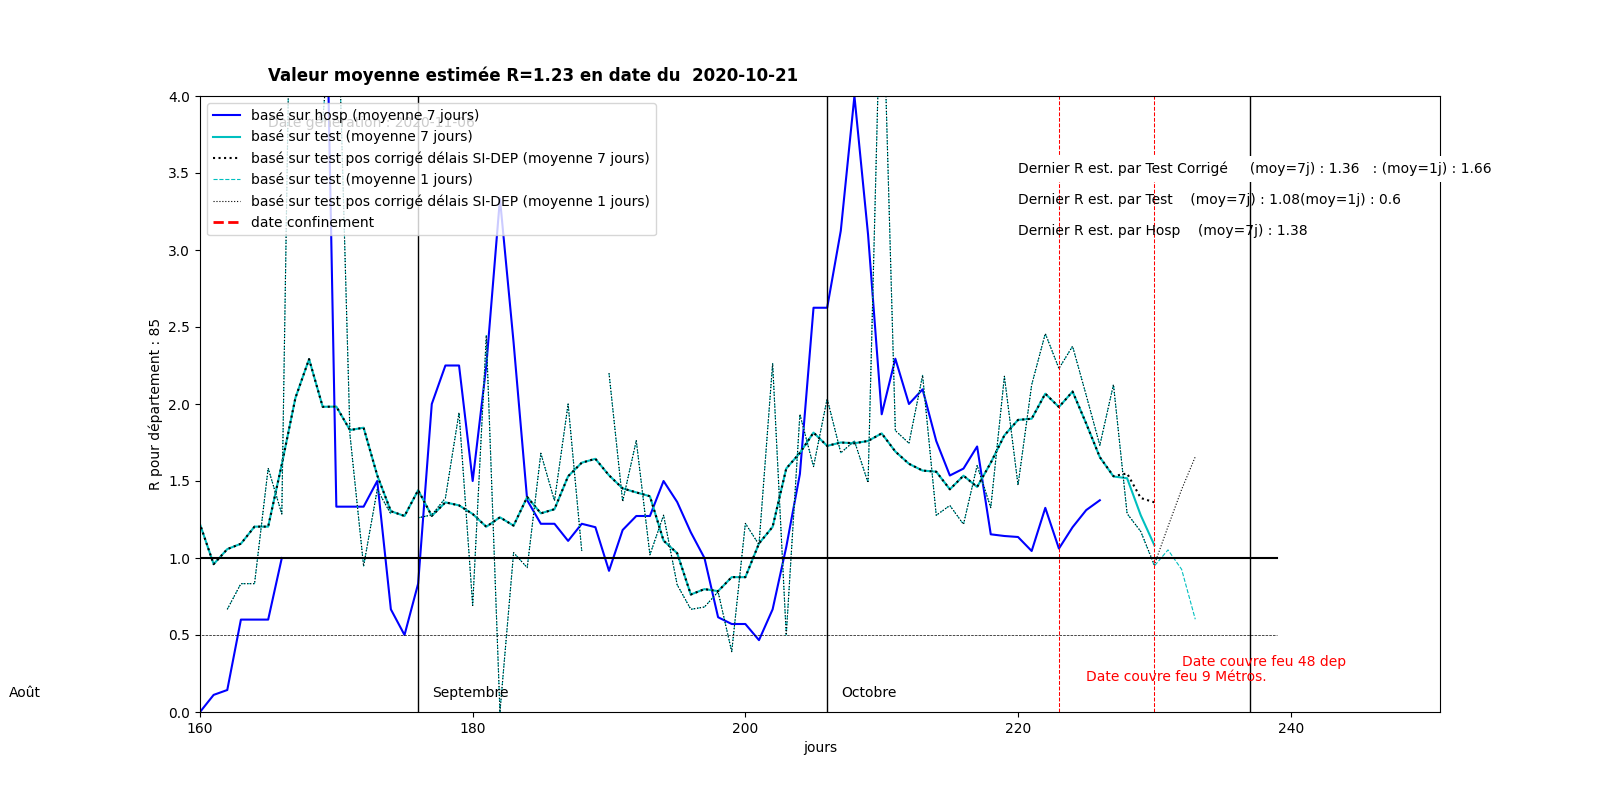 Valeur moyenne estimée R=1.23 en date du  2020-10-21
4.0
3.5
3.0
2.5
2.0
1.5
1.0
0.5
0.0
R pour département : 85
basé sur hosp (moyenne 7 jours)
Date génération : 2020-11-06
basé sur test (moyenne 7 jours)
basé sur test pos corrigé délais SI-DEP (moyenne 7 jours)
basé sur test (moyenne 1 jours)
basé sur test pos corrigé délais SI-DEP (moyenne 1 jours)
date confinement
Dernier R est. par Test Corrigé     (moy=7j) : 1.36   : (moy=1j) : 1.66
Dernier R est. par Test    (moy=7j) : 1.08(moy=1j) : 0.6
Dernier R est. par Hosp    (moy=7j) : 1.38
Date couvre feu 48 dep
Date couvre feu 9 Métros.
Août
Septembre
Octobre
160 180 200 220 240
jours